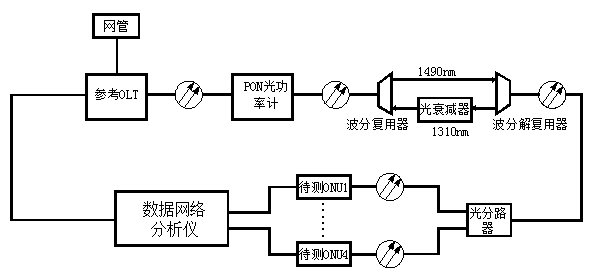 网管
参考OLT
PON光功
率计
1490nm
光衰减器
1310nm
波分复用器
波分解复用器
数据网络
分析仪
待测ONU1
待测ONU4
光分路
器